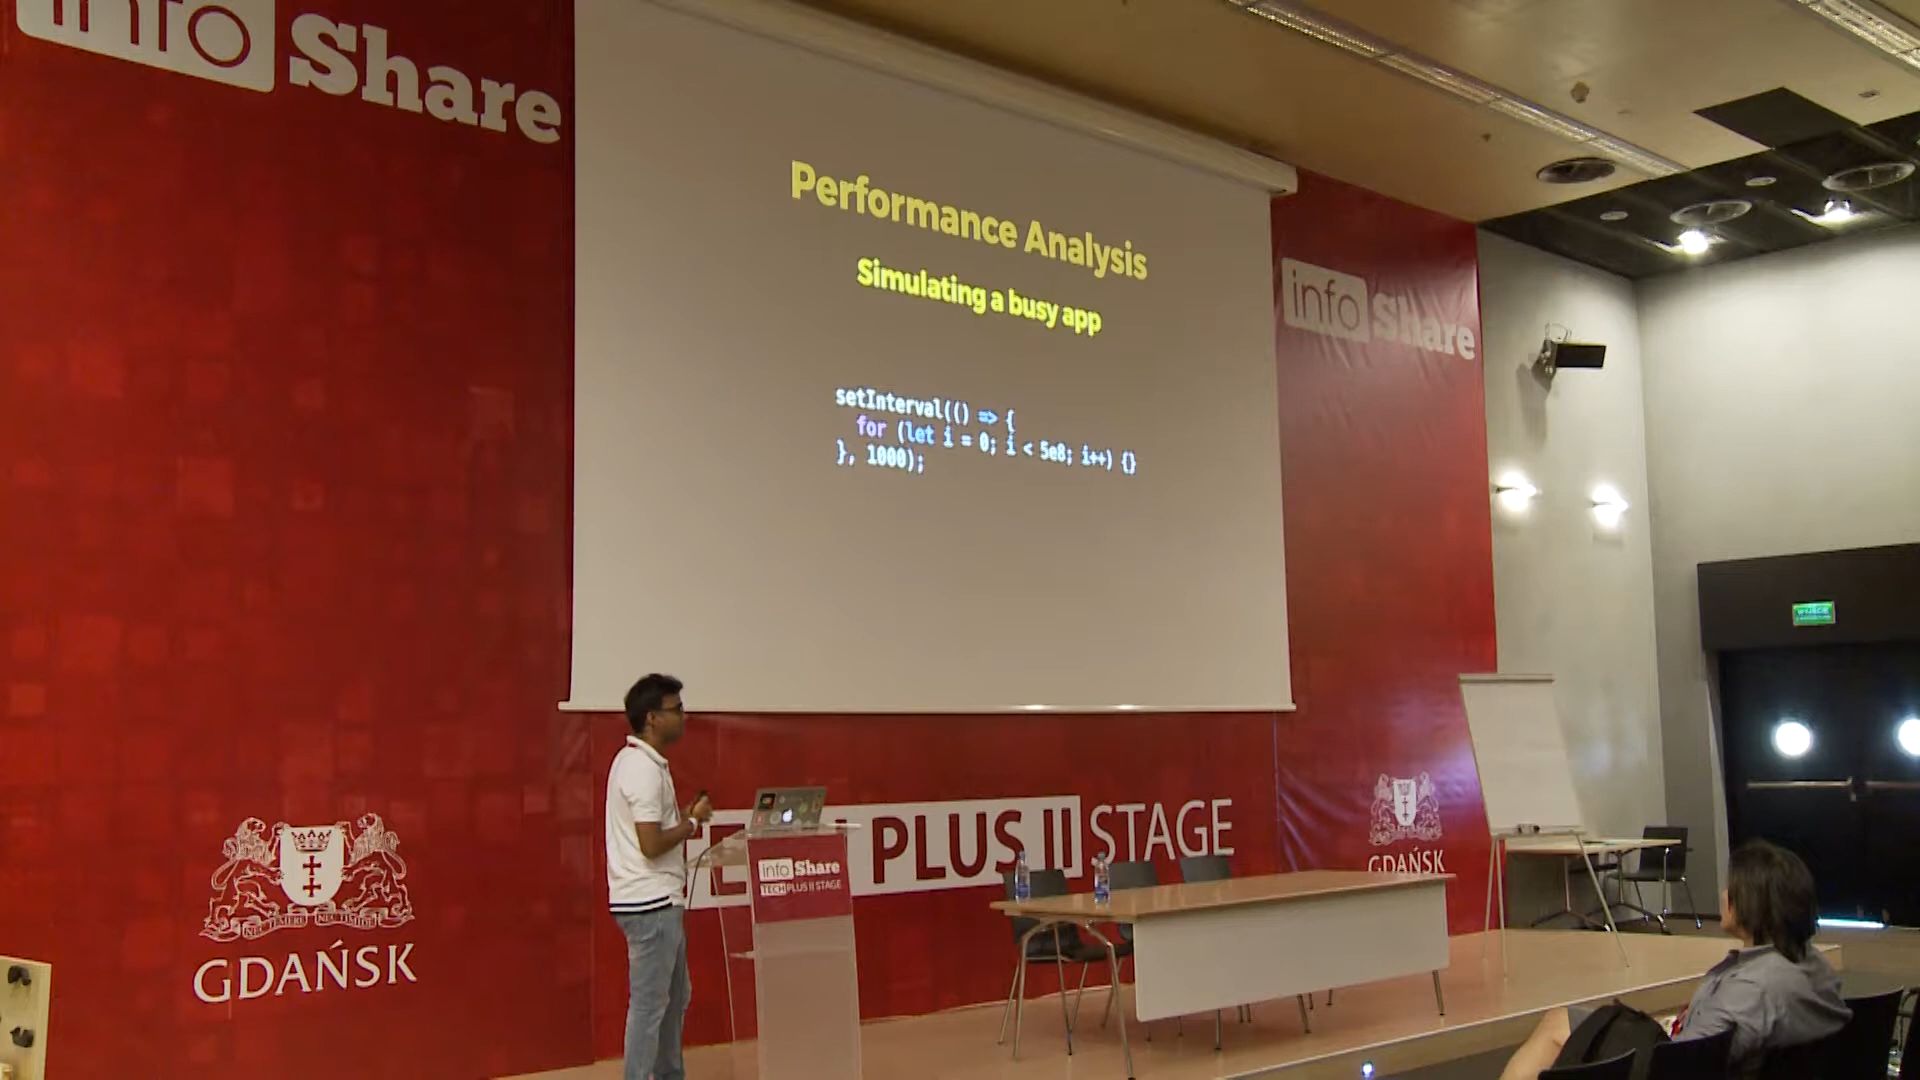 info Share
Performance Analysis
Simulating a busy app
setInterval(() => {
for (let i = 0; i < 5e8; i++) {}
}, 1000);
info Share
TECH PLUS II STAGE
info Share
TECH PLUS II STAGE
GDAŃSK
GDAŃSK